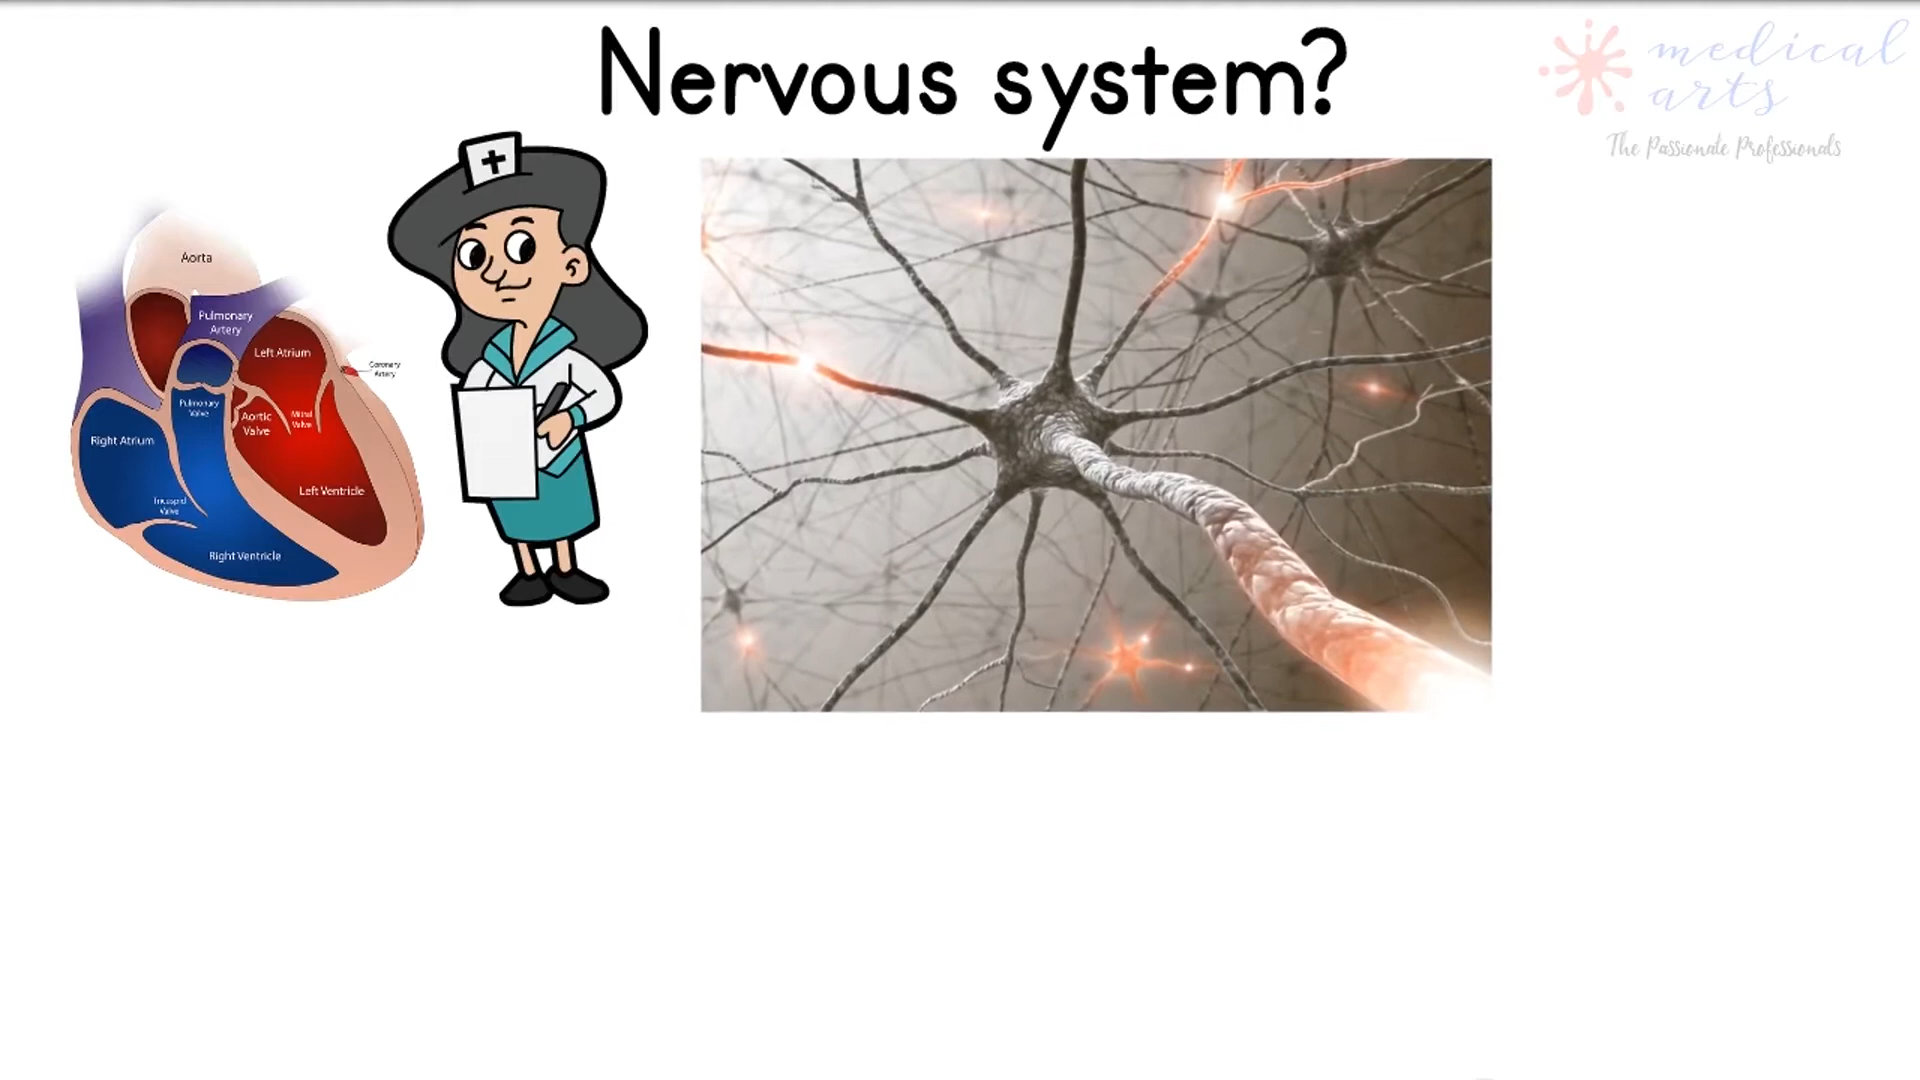 Nervous system?
medical
arts
The Passionate Professionals
Aorta
Pulmonary
Artery
Left Atrium
Coronary
Artery
Pulmonary
Valve
Aortic
Valve
Mitral
Valve
Right Atrium
Left Ventricle
Tricuspid
Valve
Right Ventricle